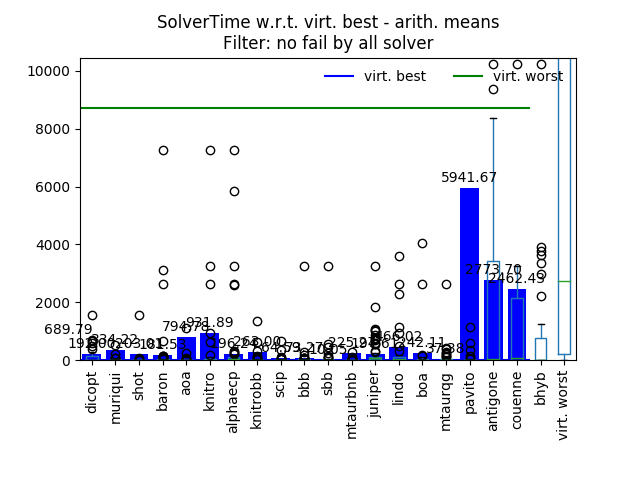 SolverTime w.r.t. virt. best - arith. means
Filter: no fail by all solver
10000
8000
6000
4000
2000
0
virt. best
virt. worst
5941.67
2773.70
2462.43
931.89
689.79
dicopt
muriqui
shot
baron
aoa
knitro
alphaecp
knitrobb
scip
bbb
sbb
mtaurbnb
juniper
lindo
boa
mtaurqg
pavito
antigone
couenne
bhyb
virt. worst